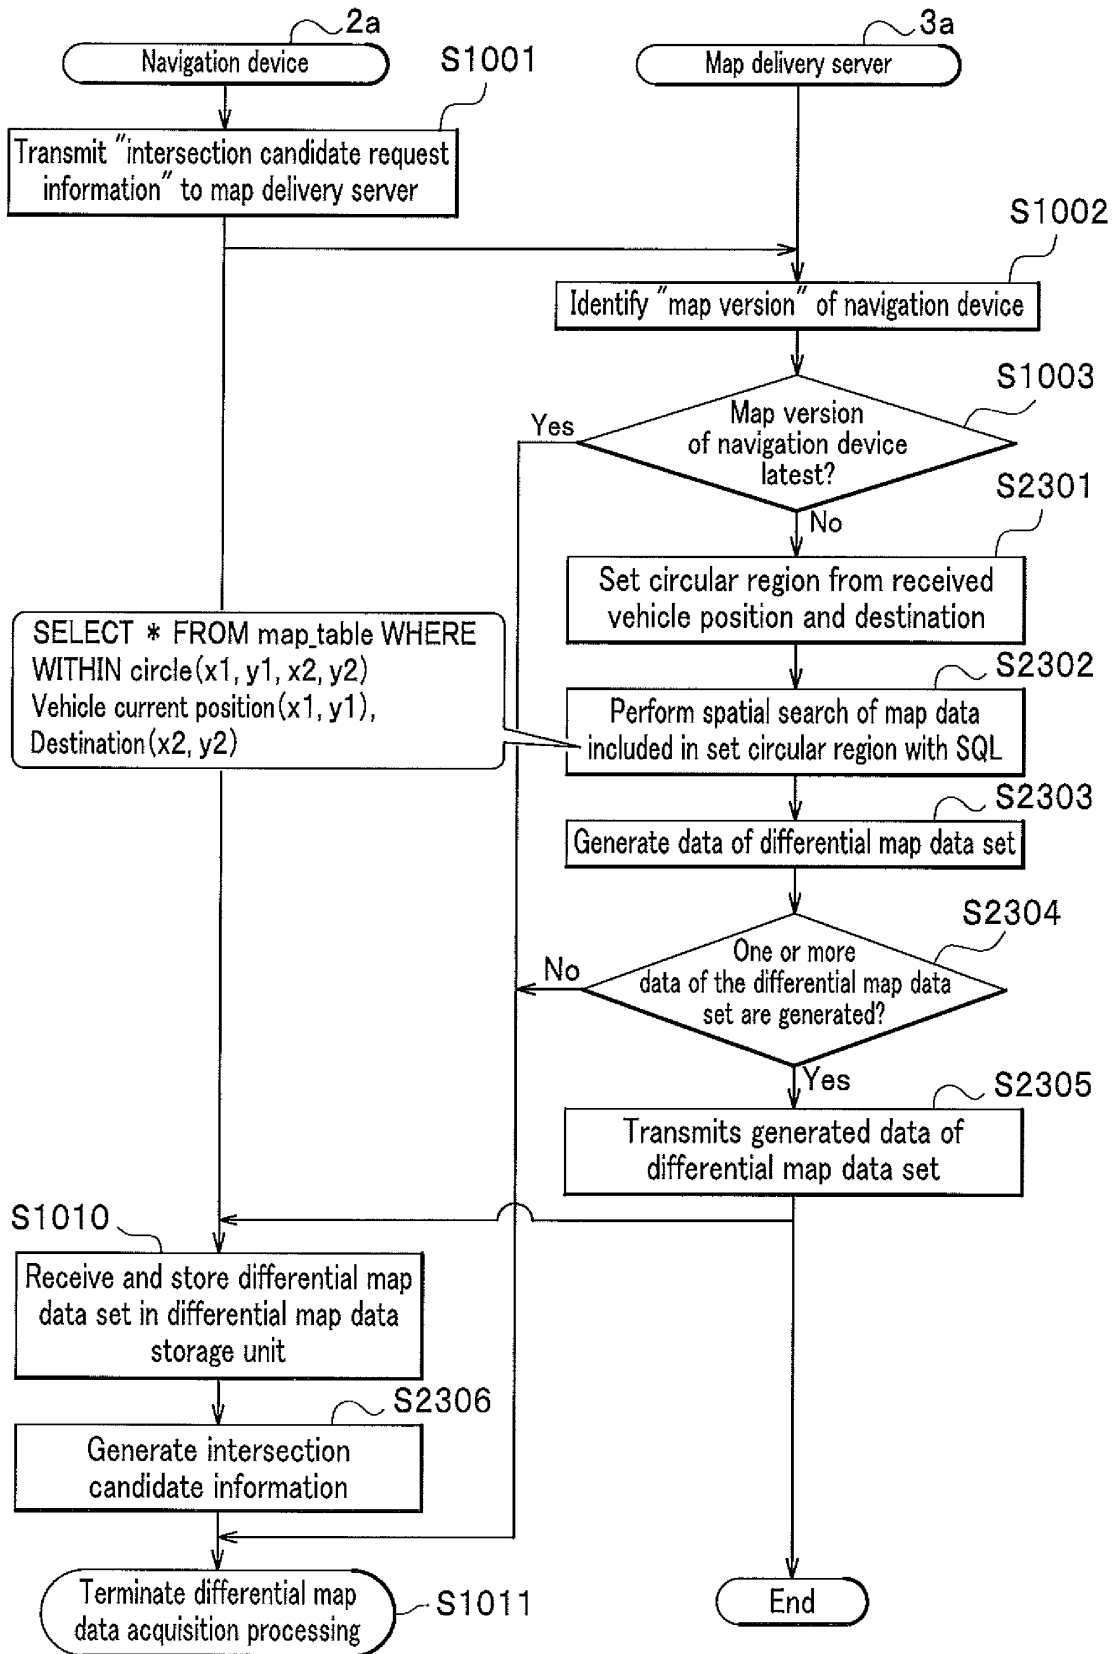 2a
Navigation device
3a
Map delivery server
S1001
Transmit "intersection candidate request
information" to map delivery server
S1002
Identify "map version" of navigation device
S1003
Map version
of navigation device
latest?
Yes
No
S2301
Set circular region from received
vehicle position and destination
SELECT * FROM map_table WHERE
WITHIN circle(x1, y1, x2, y2)
Vehicle current position(x1, y1),
Destination(x2, y2)
S2302
Perform spatial search of map data
included in set circular region with SQL
S2303
Generate data of differential map data set
S2304
One or more
data of the differential map data
set are generated?
No
Yes
S2305
Transmits generated data of
differential map data set
S1010
Receive and store differential map
data set in differential map data
storage unit
S2306
Generate intersection
candidate information
Terminate differential map
data acquisition processing
S1011
End